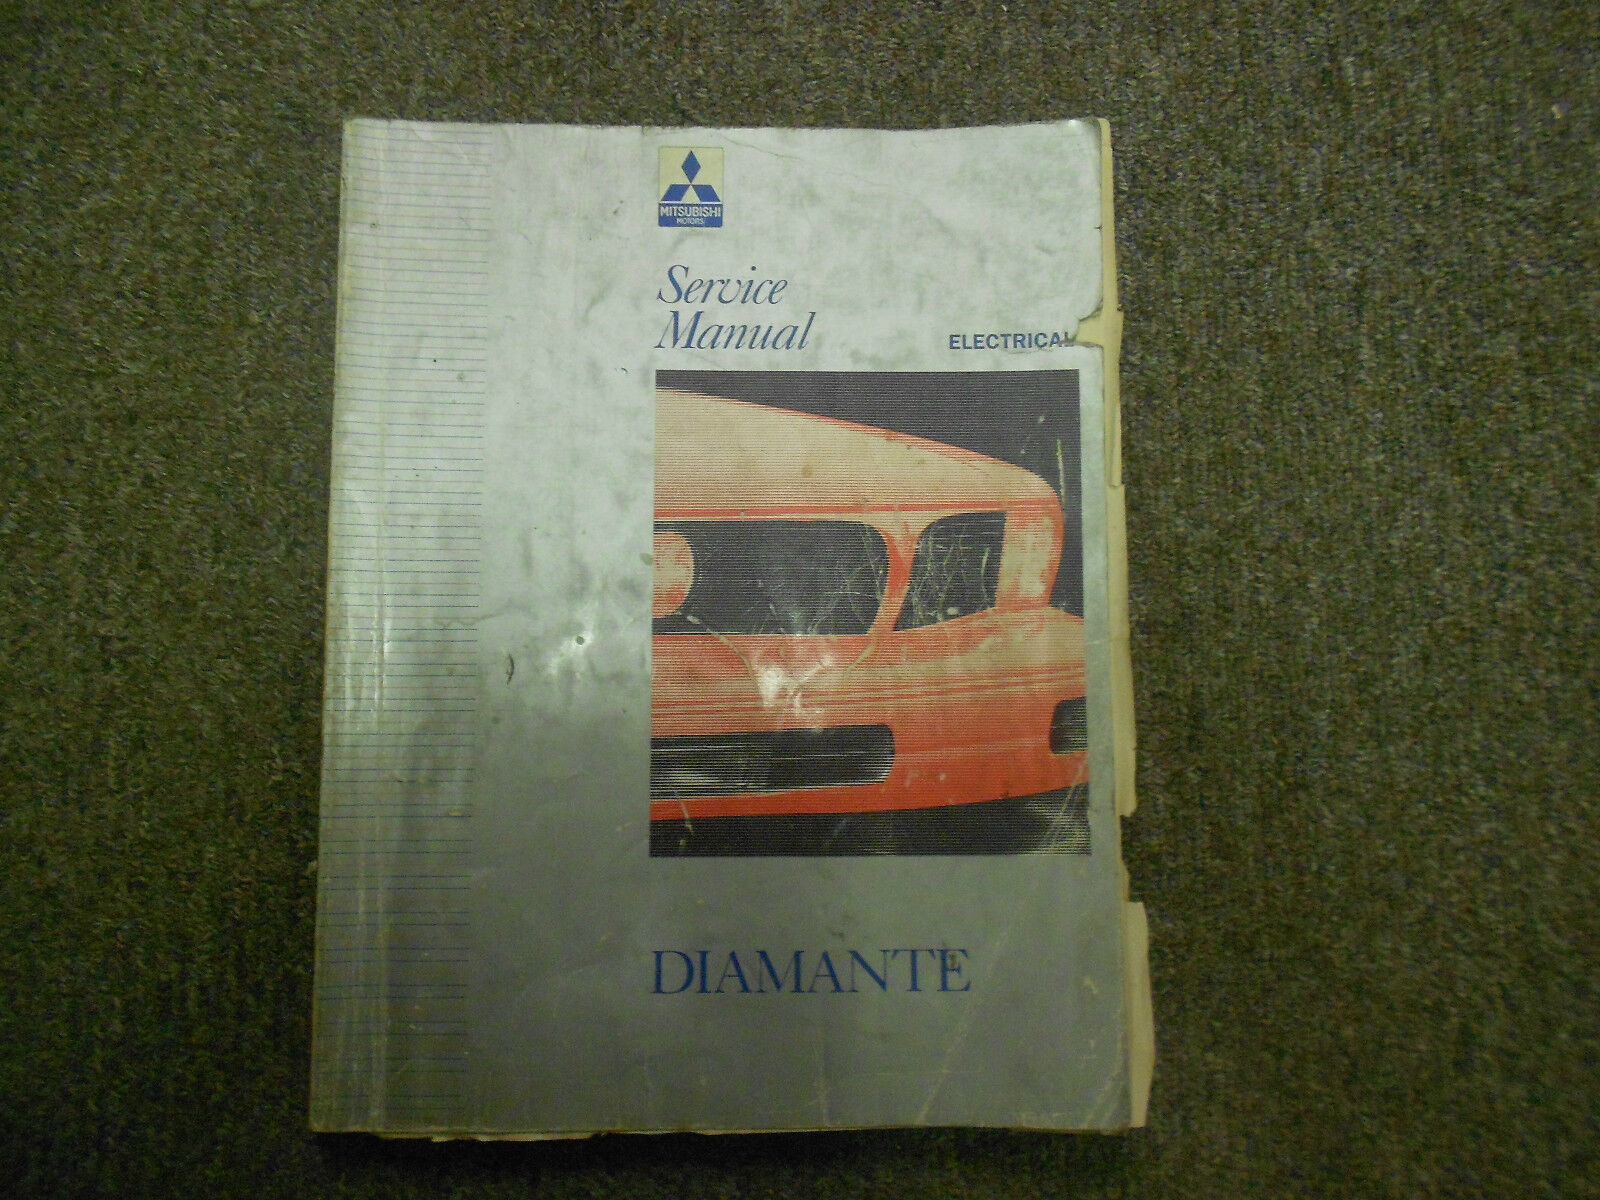 MITSUBISHI
MOTORS
Service
Manual
ELECTRICAL
DIAMANTE